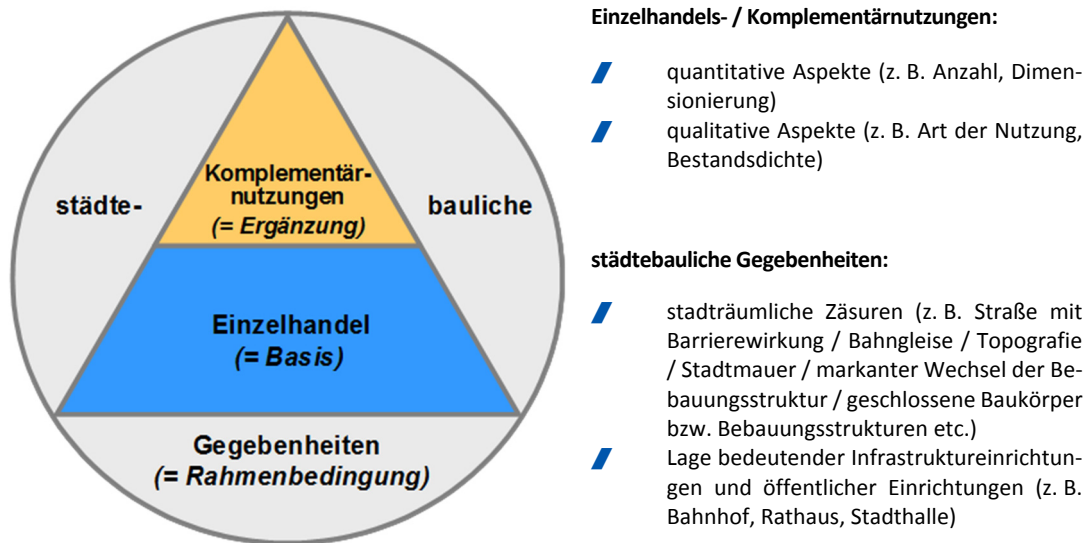 Komplementär-
nutzungen
(= Ergänzung)
städte-
bauliche
Einzelhandel
(= Basis)
Gegebenheiten
(= Rahmenbedingung)
Einzelhandels- / Komplementärnutzungen:
quantitative Aspekte (z. B. Anzahl, Dimen-
sionierung)
qualitative Aspekte (z. B. Art der Nutzung,
Bestandsdichte)
städtebauliche Gegebenheiten:
stadträumliche Zäsuren (z. B. Straße mit
Barrierewirkung / Bahngleise / Topografie
/ Stadtmauer / markanter Wechsel der Be-
bauungsstruktur / geschlossene Baukörper
bzw. Bebauungsstrukturen etc.)
Lage bedeutender Infrastruktureinrichtun-
gen und öffentlicher Einrichtungen (z. B.
Bahnhof, Rathaus, Stadthalle)